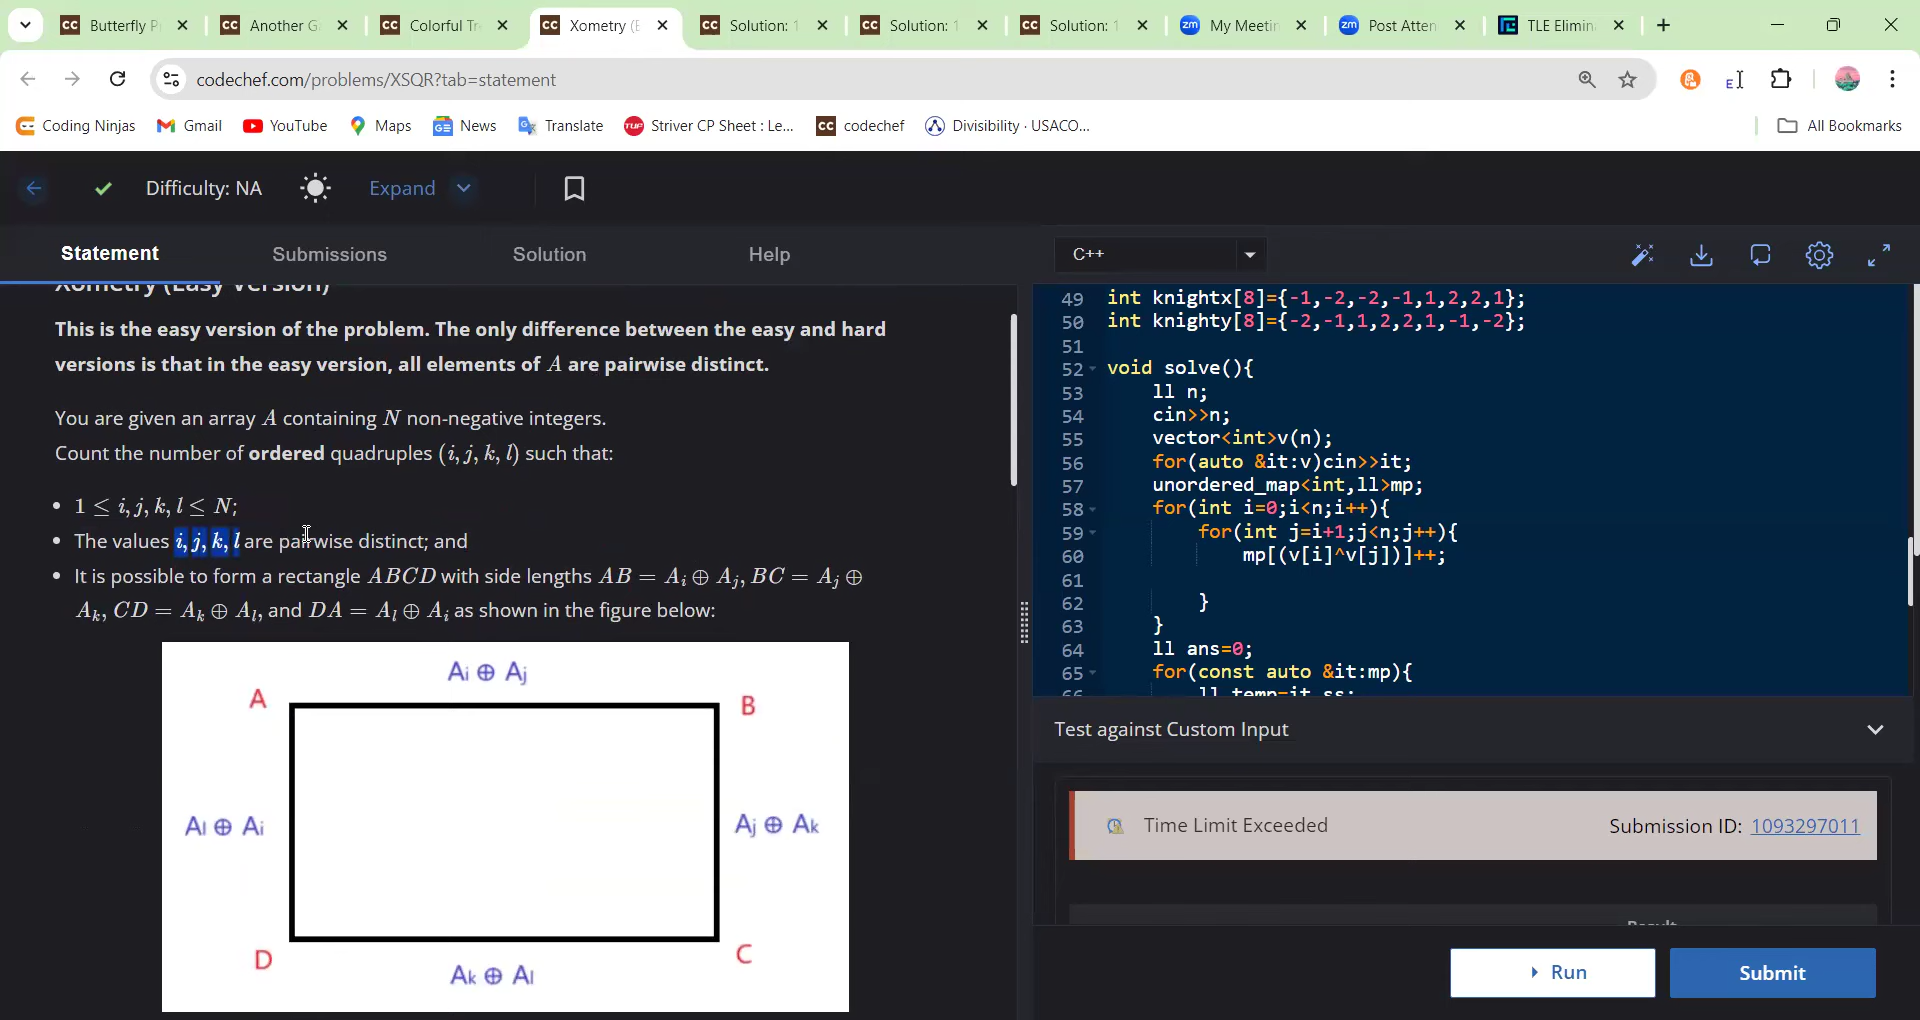 Butterfly P
Another G
Colorful Tr
Xometry (E
Solution: 1
Solution: 1
Solution: 1
My Meetin
Post Atten
TLE Elimin
codechef.com/problems/XSQR?tab=statement
Coding Ninjas
Gmail
YouTube
Maps
News
Translate
Striver CP Sheet : Le...
codechef
Divisibility · USACO...
All Bookmarks
Difficulty: NA
Expand
Statement
Submissions
Solution
Help
Xometry (Easy Version)
This is the easy version of the problem. The only difference between the easy and hard
versions is that in the easy version, all elements of A are pairwise distinct.
You are given an array A containing N non-negative integers.
Count the number of ordered quadruples (i, j, k, l) such that:
• 1 ≤ i, j, k, l ≤ N;
• The values i, j, k, l are pairwise distinct; and
• It is possible to form a rectangle ABCD with side lengths AB = Ai ⊕ Aj, BC = Aj ⊕
Ak, CD = Ak ⊕ Al, and DA = Al ⊕ Ai as shown in the figure below:
Ai ⊕ Aj
A
B
Al ⊕ Ai
Aj ⊕ Ak
D
C
Ak ⊕ Al
C++
49 int knightx[8]={-1,-2,-2,-1,1,2,2,1};
50 int knighty[8]={-2,-1,1,2,2,1,-1,-2};
51
52 void solve(){
53 ll n;
54 cin>>n;
55 vector<int>v(n);
56 for(auto &it:v)cin>>it;
57 unordered_map<int,ll>mp;
58 for(int i=0;i<n;i++){
59 for(int j=i+1;j<n;j++){
60 mp[(v[i]^v[j])]++;
61
62 }
63 }
64 ll ans=0;
65 for(const auto &it:mp){
66 ll temp=it.ss;
Test against Custom Input
Time Limit Exceeded
Submission ID: 1093297011
Result
Run
Submit